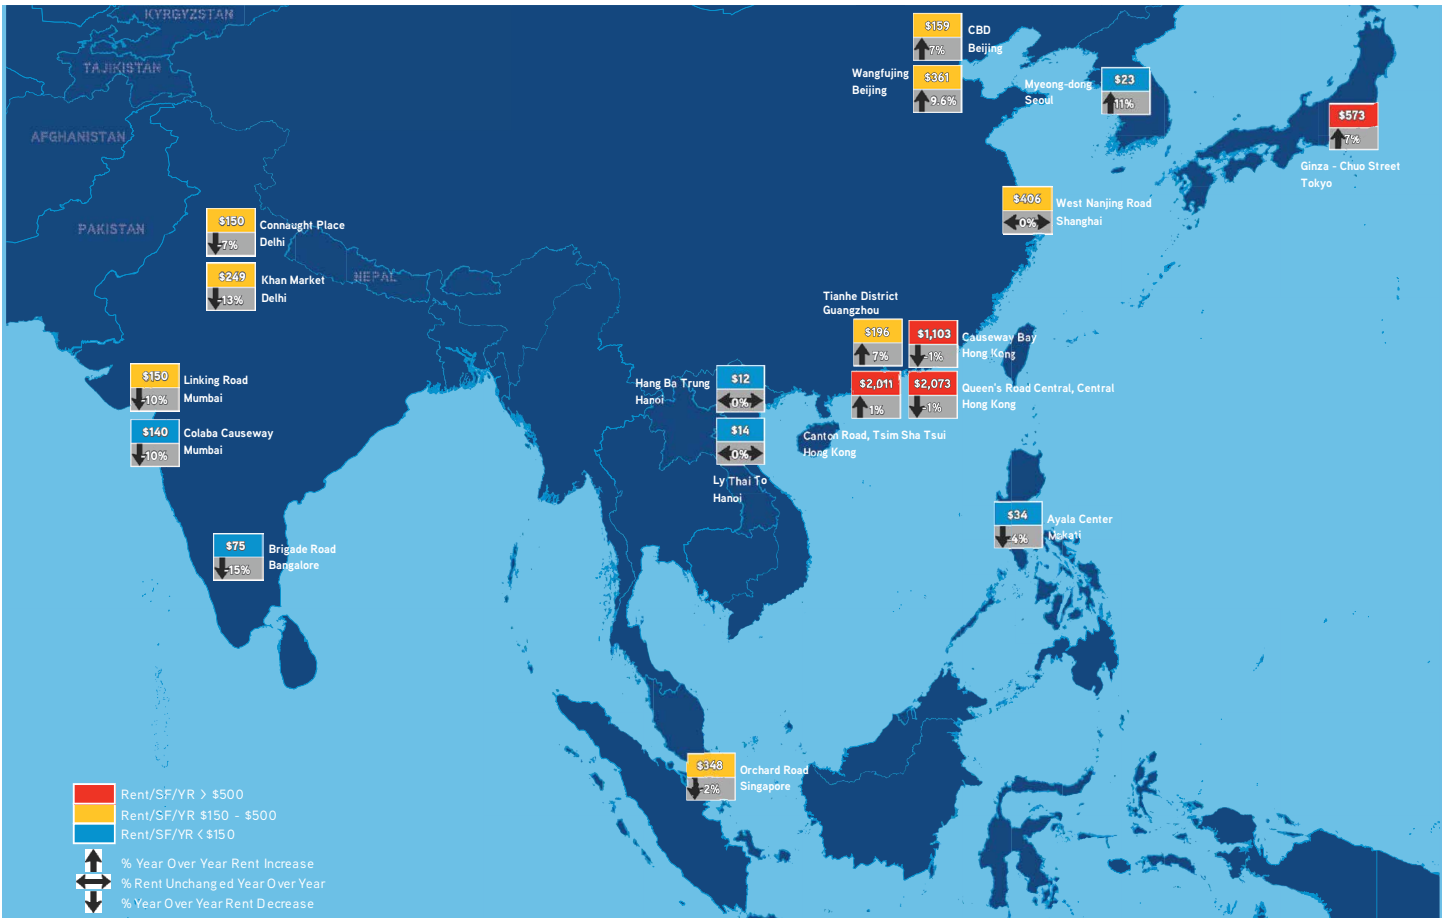 KYRGYZSTAN
TAJIKISTAN
AFGHANISTAN
PAKISTAN
NEPAL
$159
7%
CBD
Beijing
Wangfujing
Beijing
$361
9.6%
Myeong-dong
Seoul
$23
11%
$573
7%
Ginza - Chuo Street
Tokyo
$406
0%
West Nanjing Road
Shanghai
$150
-7%
Connaught Place
Delhi
$249
-13%
Khan Market
Delhi
Tianhe District
Guangzhou
$196
7%
$1,103
-1%
Causeway Bay
Hong Kong
$150
-10%
Linking Road
Mumbai
$140
-10%
Colaba Causeway
Mumbai
Hang Ba Trung
Hanoi
$12
0%
$14
0%
Ly Thai To
Hanoi
$2,011
1%
Canton Road, Tsim Sha Tsui
Hong Kong
$2,073
-1%
Queen's Road Central, Central
Hong Kong
$34
-4%
Ayala Center
Makati
$75
-15%
Brigade Road
Bangalore
$348
-2%
Orchard Road
Singapore
Rent/SF/YR > $500
Rent/SF/YR $150 - $500
Rent/SF/YR < $150
% Year Over Year Rent Increase
% Rent Unchanged Year Over Year
% Year Over Year Rent Decrease